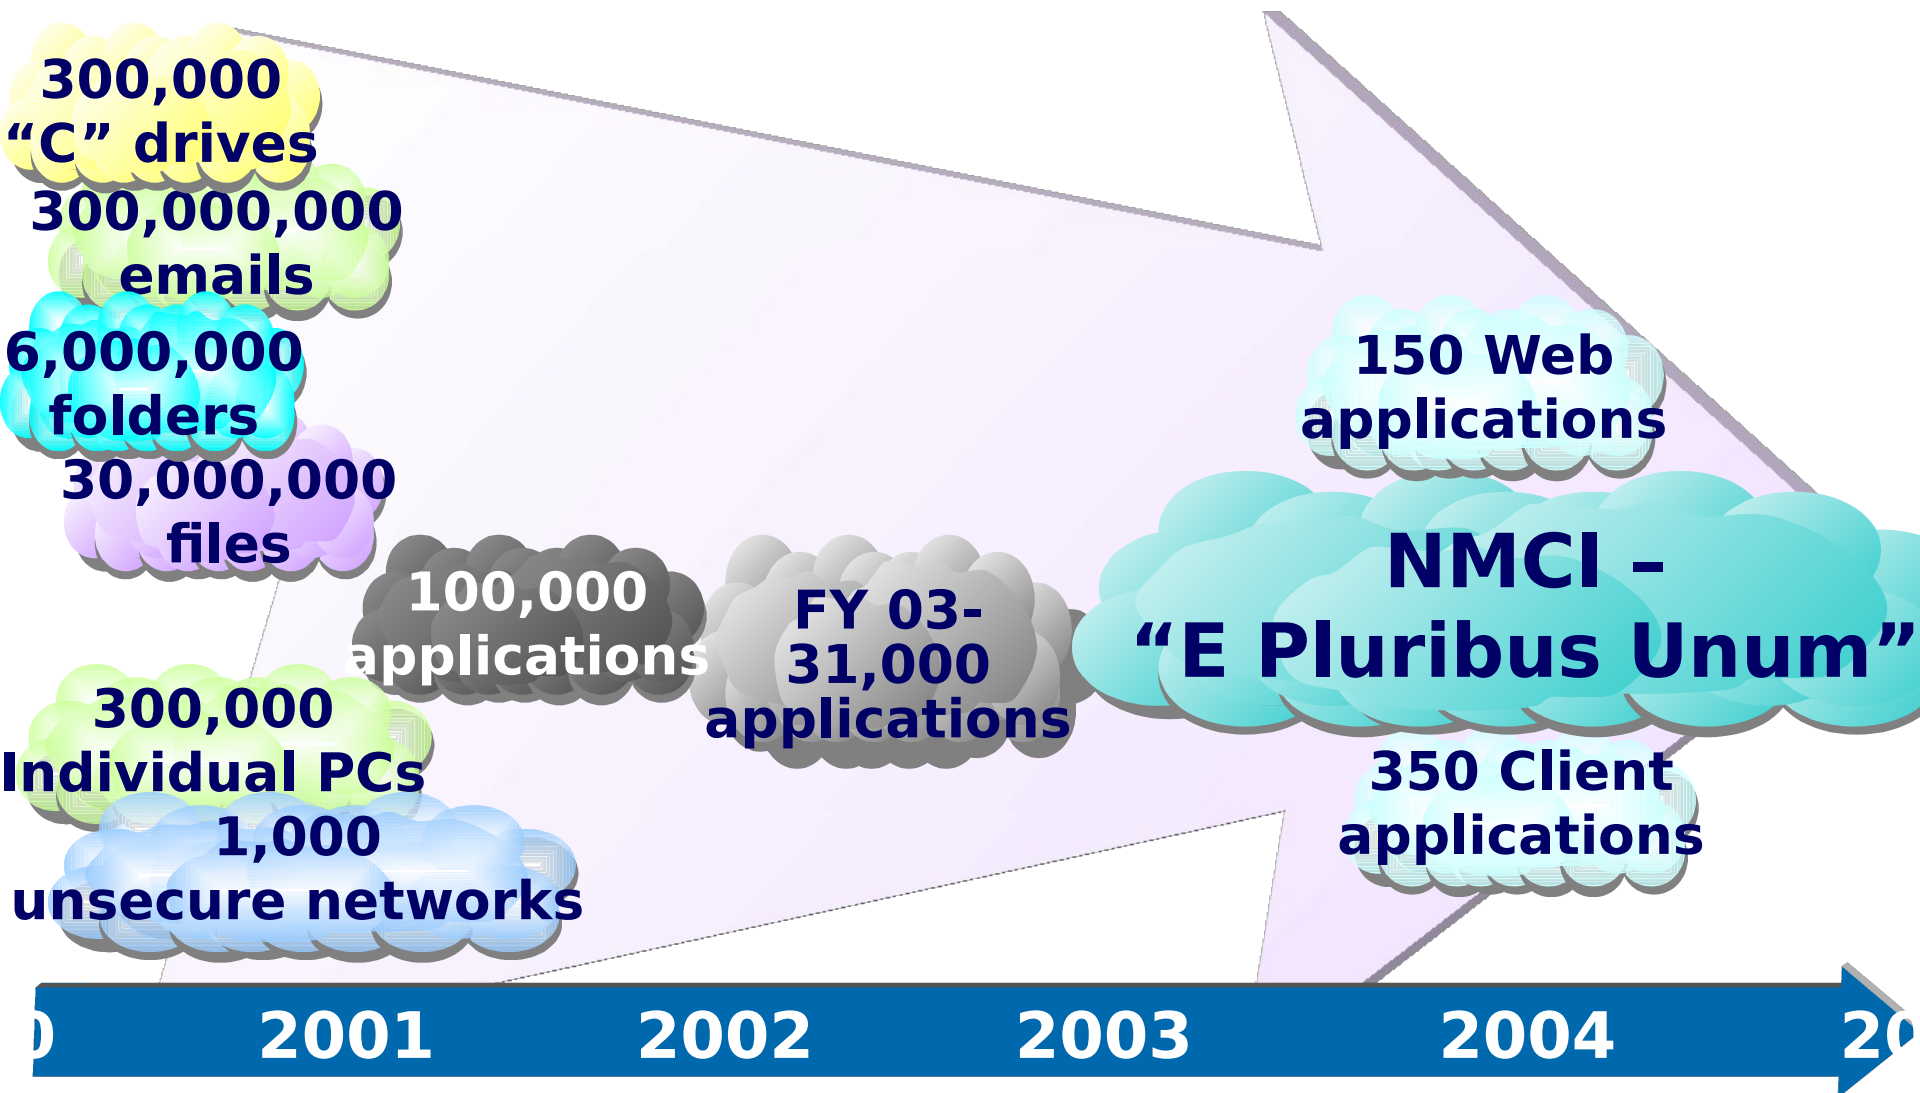 300,000
“C” drives
300,000,000
emails
6,000,000
folders
30,000,000
files
100,000
applications
FY 03-
31,000
applications
300,000
Individual PCs
1,000
unsecure networks
150 Web
applications
NMCI –
“E Pluribus Unum”
350 Client
applications
2001 2002 2003 2004